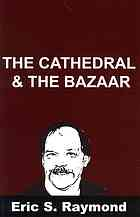 THE CATHEDRAL
& THE BAZAAR
Eric S. Raymond